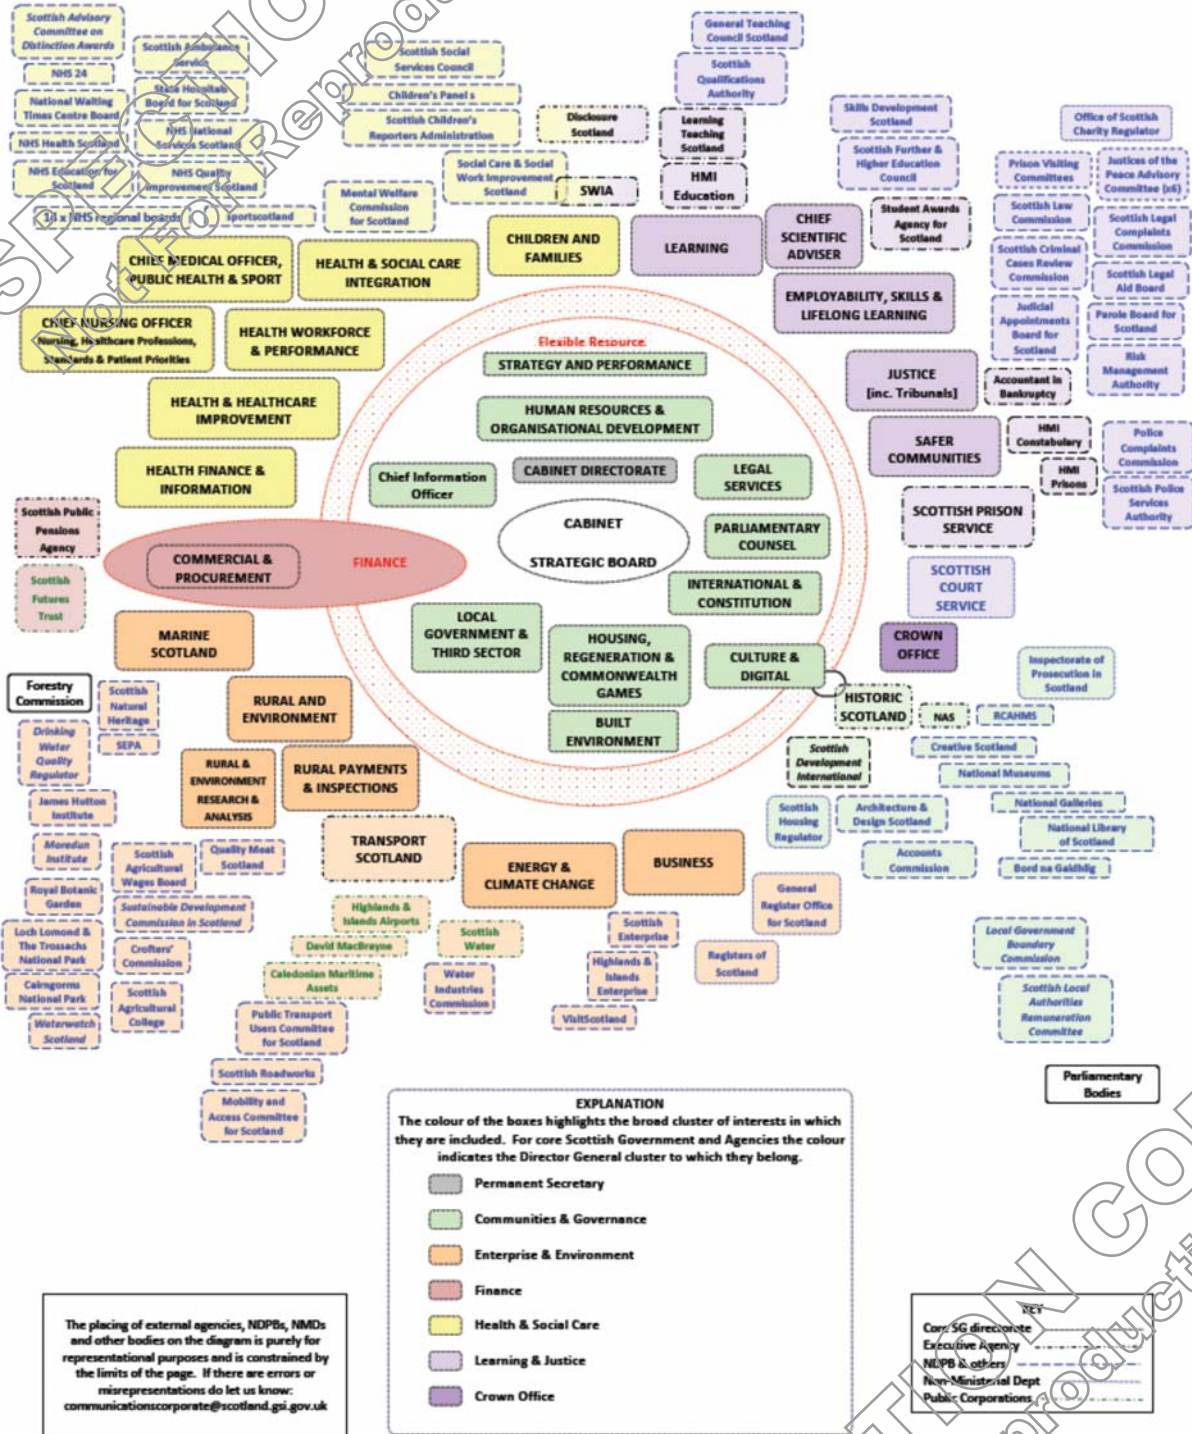 Scottish Advisory
Committee on
Distinction Awards
Scottish Ambulance
Service
NHS 24
State Hospitals
Board for Scotland
National Waiting
Times Centre Board
NHS National
Services Scotland
NHS Health Scotland
NHS Education for
Scotland
NHS Quality
Improvement Scotland
14 x NHS regional boards
sportscotland
Scottish Social
Services Council
Children's Panel s
Scottish Children's
Reporters Administration
Social Care & Social
Work Improvement
Scotland
Mental Welfare
Commission
for Scotland
Disclosure
Scotland
SWIA
General Teaching
Council Scotland
Scottish
Qualifications
Authority
Learning
Teaching
Scotland
HMI
Education
Skills Development
Scotland
Scottish Further &
Higher Education
Council
Student Awards
Agency for
Scotland
Office of Scottish
Charity Regulator
Prison Visiting
Committees
Justices of the
Peace Advisory
Committee (x6)
Scottish Law
Commission
Scottish Legal
Complaints
Commission
Scottish Criminal
Cases Review
Commission
Scottish Legal
Aid Board
Judicial
Appointments
Board for
Scotland
Parole Board for
Scotland
Risk
Management
Authority
CHIEF MEDICAL OFFICER,
PUBLIC HEALTH & SPORT
HEALTH & SOCIAL CARE
INTEGRATION
CHILDREN AND
FAMILIES
LEARNING
CHIEF
SCIENTIFIC
ADVISER
EMPLOYABILITY, SKILLS &
LIFELONG LEARNING
CHIEF NURSING OFFICER
Nursing, Healthcare Professions,
Standards & Patient Priorities
HEALTH WORKFORCE
& PERFORMANCE
HEALTH & HEALTHCARE
IMPROVEMENT
HEALTH FINANCE &
INFORMATION
JUSTICE
[inc. Tribunals]
Accountant in
Bankruptcy
SAFER
COMMUNITIES
HMI
Constabulary
HMI
Prisons
Police
Complaints
Commission
Scottish Police
Services
Authority
SCOTTISH PRISON
SERVICE
SCOTTISH
COURT
SERVICE
CROWN
OFFICE
Inspectorate of
Prosecution in
Scotland
Flexible Resource
STRATEGY AND PERFORMANCE
HUMAN RESOURCES &
ORGANISATIONAL DEVELOPMENT
Chief Information
Officer
CABINET DIRECTORATE
LEGAL
SERVICES
CABINET
STRATEGIC BOARD
PARLIAMENTARY
COUNSEL
INTERNATIONAL &
CONSTITUTION
LOCAL
GOVERNMENT &
THIRD SECTOR
HOUSING,
REGENERATION &
COMMONWEALTH
GAMES
CULTURE &
DIGITAL
BUILT
ENVIRONMENT
Scottish Public
Pensions
Agency
Scottish
Futures
Trust
COMMERCIAL &
PROCUREMENT
FINANCE
MARINE
SCOTLAND
RURAL AND
ENVIRONMENT
RURAL &
ENVIRONMENT
RESEARCH &
ANALYSIS
RURAL PAYMENTS
& INSPECTIONS
TRANSPORT
SCOTLAND
ENERGY &
CLIMATE CHANGE
BUSINESS
Forestry
Commission
Scottish
Natural
Heritage
Drinking
Water
Quality
Regulator
SEPA
James Hutton
Institute
Moredun
Institute
Scottish
Agricultural
Wages Board
Quality Meat
Scotland
Royal Botanic
Garden
Sustainable Development
Commission in Scotland
Loch Lomond &
The Trossachs
National Park
Crofters'
Commission
Cairngorms
National Park
Scottish
Agricultural
College
Waterwatch
Scotland
Highlands &
Islands Airports
David MacBrayne
Caledonian Maritime
Assets
Public Transport
Users Committee
for Scotland
Scottish Roadworks
Mobility and
Access Committee
for Scotland
Scottish
Water
Water
Industries
Commission
Scottish
Enterprise
Highlands &
Islands
Enterprise
VisitScotland
General
Register Office
for Scotland
Registers of
Scotland
HISTORIC
SCOTLAND
NAS
RCAHMS
Scottish
Development
International
Creative Scotland
National Museums
National Galleries
National Library
of Scotland
Bord na Gaidhlig
Scottish
Housing
Regulator
Architecture &
Design Scotland
Accounts
Commission
Local Government
Boundary
Commission
Scottish Local
Authorities
Remuneration
Committee
Parliamentary
Bodies
EXPLANATION
The colour of the boxes highlights the broad cluster of interests in which
they are included. For core Scottish Government and Agencies the colour
indicates the Director General cluster to which they belong.
Permanent Secretary
Communities & Governance
Enterprise & Environment
Finance
Health & Social Care
Learning & Justice
Crown Office
The placing of external agencies, NDPBs, NMDs
and other bodies on the diagram is purely for
representational purposes and is constrained by
the limits of the page. If there are errors or
misrepresentations do let us know:
communicationscorporate@scotland.gsi.gov.uk
KEY
Core SG directorate
Executive Agency
NDPB & others
Non-Ministerial Dept
Public Corporations